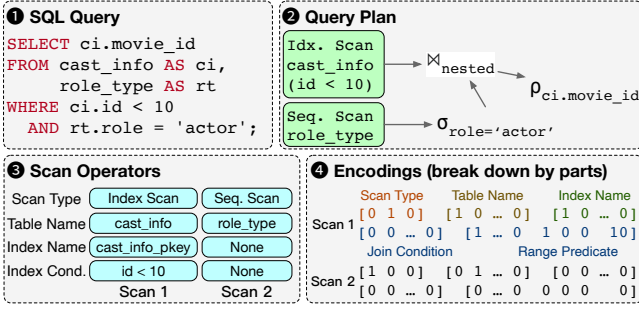 ❶ SQL Query
SELECT ci.movie_id
FROM cast_info AS ci,
role_type AS rt
WHERE ci.id < 10
AND rt.role = 'actor';
❷ Query Plan
Idx. Scan
cast_info
(id < 10)
⋈nested
ρci.movie_id
Seq. Scan
role_type
σrole='actor'
❸ Scan Operators
Scan Type Index Scan Seq. Scan
Table Name cast_info role_type
Index Name cast_info_pkey None
Index Cond. id < 10 None
Scan 1 Scan 2
❹ Encodings (break down by parts)
Scan Type Table Name Index Name
Scan 1 [0 1 0] [1 0 … 0] [1 0 … 0]
[0 0 … 0] [1 … 0 1 0 0 10]
Join Condition Range Predicate
Scan 2 [1 0 0] [0 1 … 0] [0 0 … 0]
[0 0 … 0] [0 … 0 0 0 0 0]